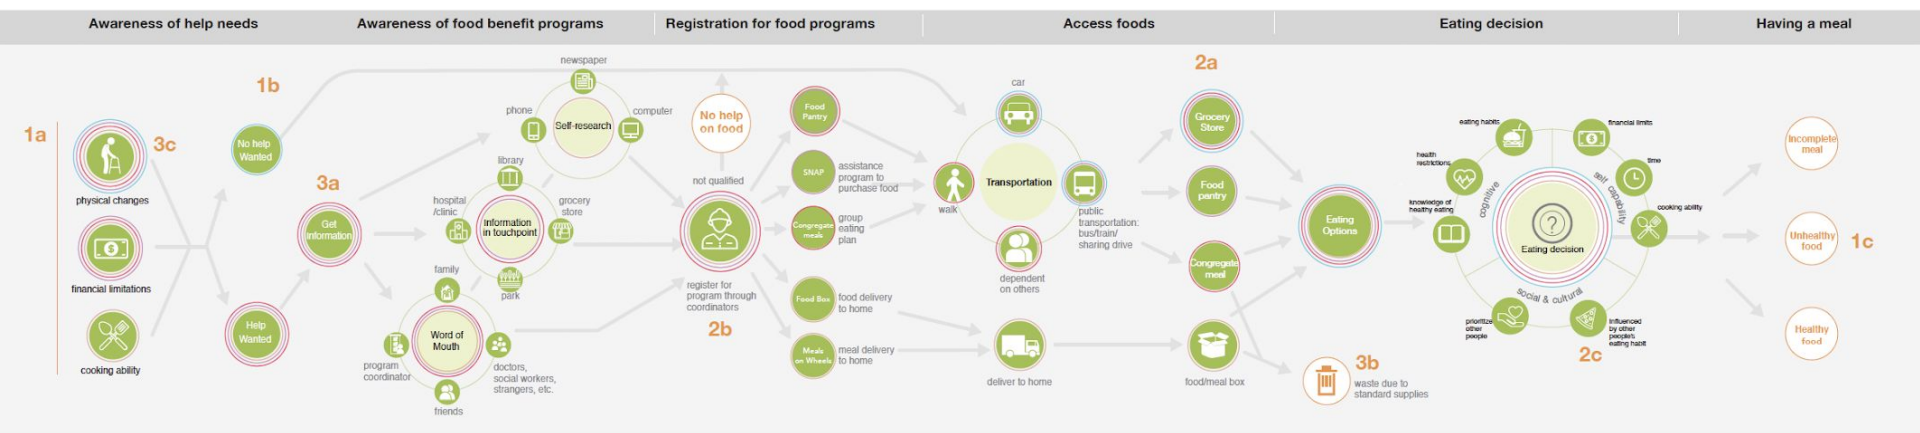 Awareness of help needs
Awareness of food benefit programs
Registration for food programs
Access foods
Eating decision
Having a meal
1a
physical changes
3c
financial limitations
cooking ability
1b
No help
Wanted
Help
Wanted
3a
Get
Information
newspaper
phone
computer
Self-research
library
hospital
/clinic
grocery
store
Information
in touchpoint
park
family
Word of
Mouth
program
coordinator
doctors,
social workers,
strangers, etc.
friends
No help
on food
not qualified
register for
program through
coordinators
2b
Food
Pantry
SNAP
assistance
program to
purchase food
Congregate
meals
group
eating
plan
Food Box
food delivery
to home
Meals
on Wheels
meal delivery
to home
car
Transportation
walk
public
transportation:
bus/train/
sharing drive
dependent
on others
deliver to home
2a
Grocery
Store
Food
pantry
Congregate
meal
food/meal box
Eating
Options
3b
waste due to
standard supplies
eating habits
financial limits
health
restrictions
time
knowledge of
healthy eating
cooking ability
cognitive
self capability
social & cultural
Eating decision
prioritize
other
people
influenced
by other
people's
eating habit
2c
Incomplete
meal
Unhealthy
food
1c
Healthy
food